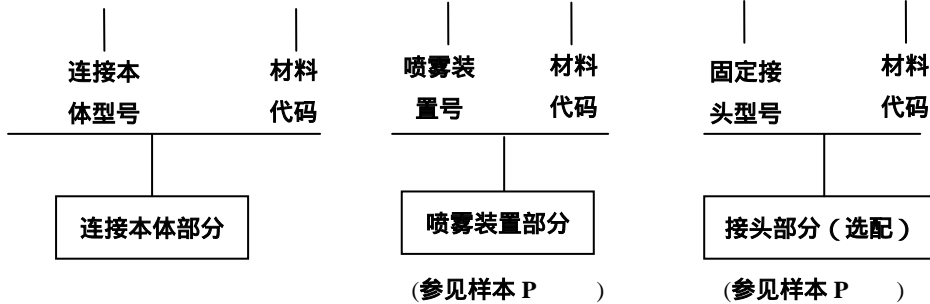 连接本 材料 喷雾装 材料 固定接 材料
体型号 代码 置号 代码 头型号 代码
连接本体部分 喷雾装置部分 接头部分（选配）
(参见样本 P ) (参见样本 P )